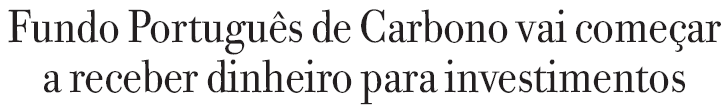 Fundo Português de Carbono vai começar
a receber dinheiro para investimentos